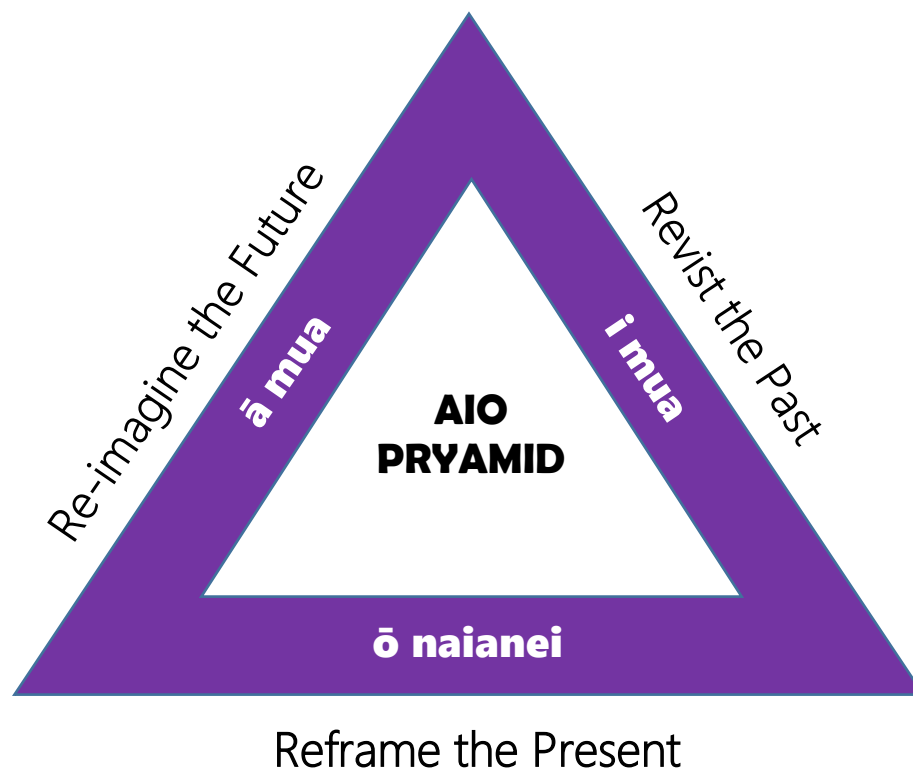 Re-imagine the Future
Revist the Past
ā mua
i mua
AIO
PRYAMID
ō naianei
Reframe the Present